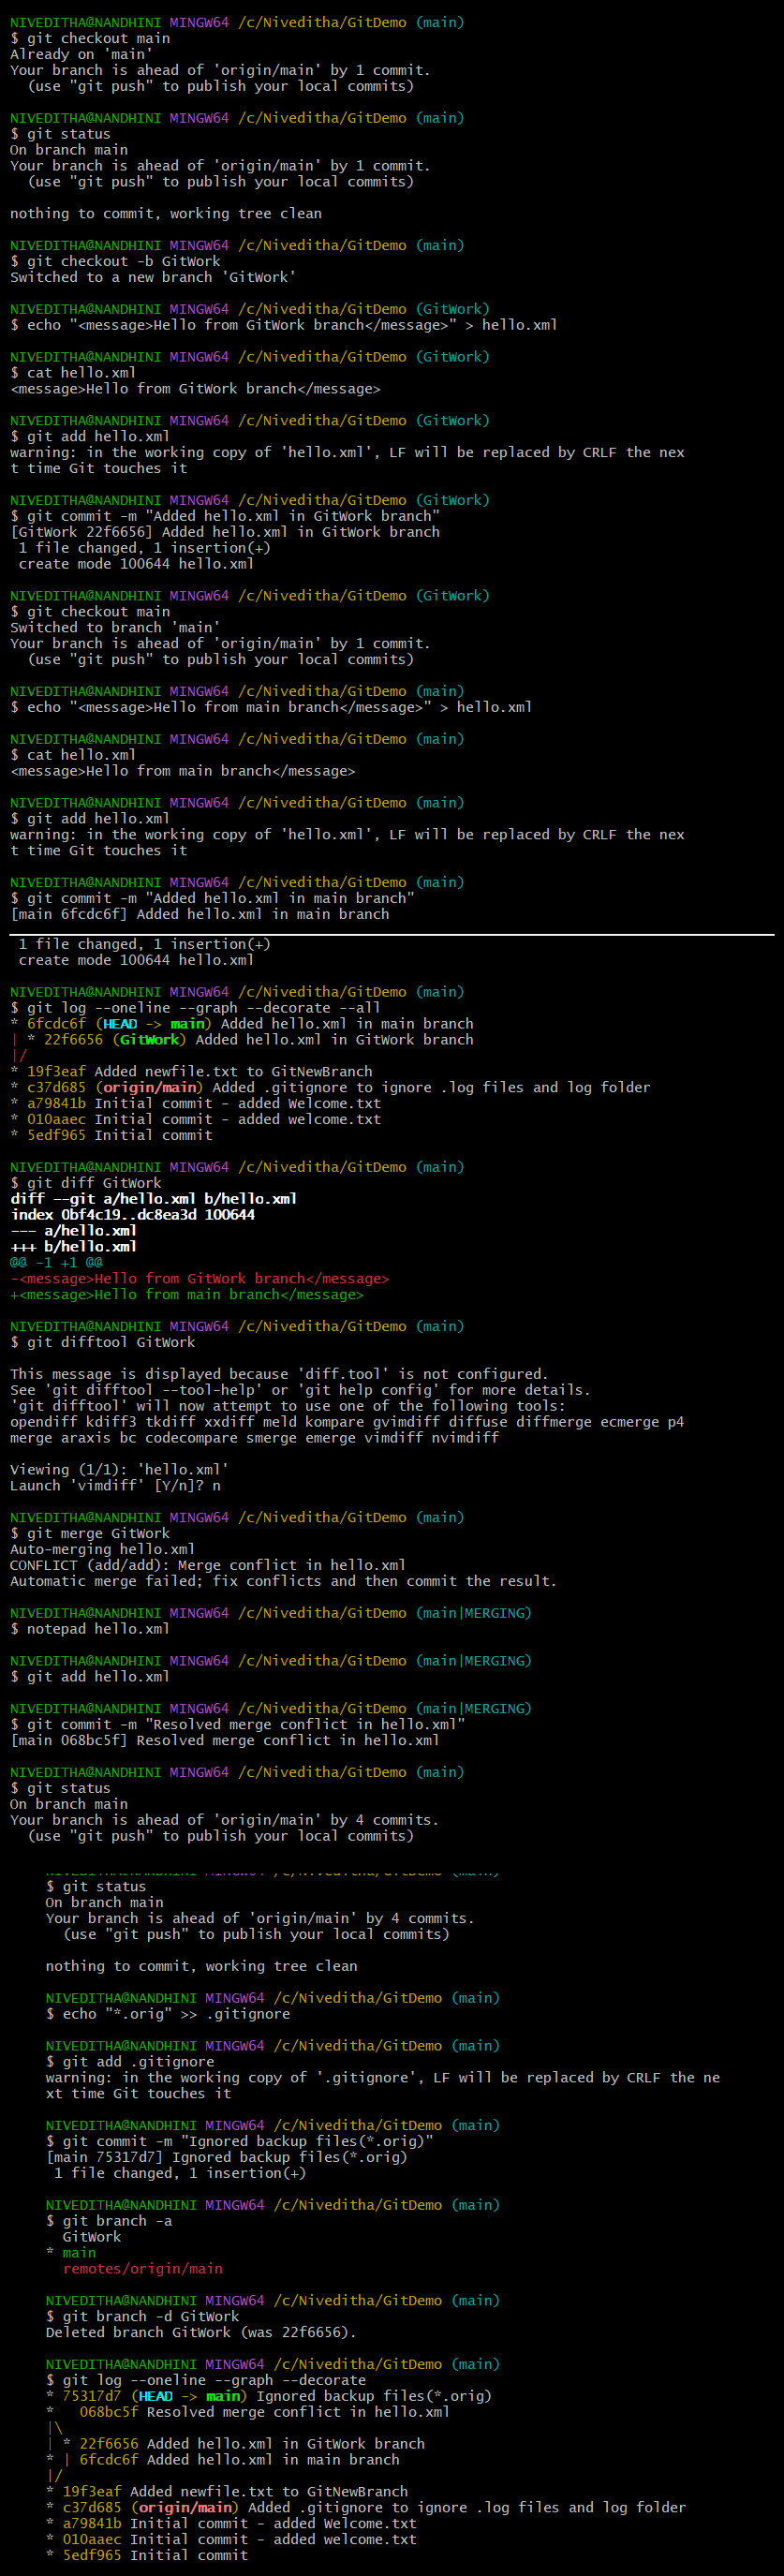 NIVEDITHA@NANDHINI MINGW64 /c/Niveditha/GitDemo (main)
$ git checkout main
Already on 'main'
Your branch is ahead of 'origin/main' by 1 commit.
  (use "git push" to publish your local commits)

NIVEDITHA@NANDHINI MINGW64 /c/Niveditha/GitDemo (main)
$ git status
On branch main
Your branch is ahead of 'origin/main' by 1 commit.
  (use "git push" to publish your local commits)

nothing to commit, working tree clean

NIVEDITHA@NANDHINI MINGW64 /c/Niveditha/GitDemo (main)
$ git checkout -b GitWork
Switched to a new branch 'GitWork'

NIVEDITHA@NANDHINI MINGW64 /c/Niveditha/GitDemo (GitWork)
$ echo "<message>Hello from GitWork branch</message>" > hello.xml

NIVEDITHA@NANDHINI MINGW64 /c/Niveditha/GitDemo (GitWork)
$ cat hello.xml
<message>Hello from GitWork branch</message>

NIVEDITHA@NANDHINI MINGW64 /c/Niveditha/GitDemo (GitWork)
$ git add hello.xml
warning: in the working copy of 'hello.xml', LF will be replaced by CRLF the nex
t time Git touches it

NIVEDITHA@NANDHINI MINGW64 /c/Niveditha/GitDemo (GitWork)
$ git commit -m "Added hello.xml in GitWork branch"
[GitWork 22f6656] Added hello.xml in GitWork branch
 1 file changed, 1 insertion(+)
 create mode 100644 hello.xml

NIVEDITHA@NANDHINI MINGW64 /c/Niveditha/GitDemo (GitWork)
$ git checkout main
Switched to branch 'main'
Your branch is ahead of 'origin/main' by 1 commit.
  (use "git push" to publish your local commits)

NIVEDITHA@NANDHINI MINGW64 /c/Niveditha/GitDemo (main)
$ echo "<message>Hello from main branch</message>" > hello.xml

NIVEDITHA@NANDHINI MINGW64 /c/Niveditha/GitDemo (main)
$ cat hello.xml
<message>Hello from main branch</message>

NIVEDITHA@NANDHINI MINGW64 /c/Niveditha/GitDemo (main)
$ git add hello.xml
warning: in the working copy of 'hello.xml', LF will be replaced by CRLF the nex
t time Git touches it

NIVEDITHA@NANDHINI MINGW64 /c/Niveditha/GitDemo (main)
$ git commit -m "Added hello.xml in main branch"
[main 6fcdc6f] Added hello.xml in main branch
 1 file changed, 1 insertion(+)
 create mode 100644 hello.xml

NIVEDITHA@NANDHINI MINGW64 /c/Niveditha/GitDemo (main)
$ git log --oneline --graph --decorate --all
* 6fcdc6f (HEAD -> main) Added hello.xml in main branch
| * 22f6656 (GitWork) Added hello.xml in GitWork branch
|/
* 19f3eaf Added newfile.txt to GitNewBranch
* c37d685 (origin/main) Added .gitignore to ignore .log files and log folder
* a79841b Initial commit - added Welcome.txt
* 010aaec Initial commit - added welcome.txt
* 5edf965 Initial commit

NIVEDITHA@NANDHINI MINGW64 /c/Niveditha/GitDemo (main)
$ git diff GitWork
diff --git a/hello.xml b/hello.xml
index 0bf4c19..dc8ea3d 100644
--- a/hello.xml
+++ b/hello.xml
@@ -1 +1 @@
-<message>Hello from GitWork branch</message>
+<message>Hello from main branch</message>

NIVEDITHA@NANDHINI MINGW64 /c/Niveditha/GitDemo (main)
$ git difftool GitWork

This message is displayed because 'diff.tool' is not configured.
See 'git difftool --tool-help' or 'git help config' for more details.
'git difftool' will now attempt to use one of the following tools:
opendiff kdiff3 tkdiff xxdiff meld kompare gvimdiff diffuse diffmerge ecmerge p4
merge araxis bc codecompare smerge emerge vimdiff nvimdiff

Viewing (1/1): 'hello.xml'
Launch 'vimdiff' [Y/n]? n

NIVEDITHA@NANDHINI MINGW64 /c/Niveditha/GitDemo (main)
$ git merge GitWork
Auto-merging hello.xml
CONFLICT (add/add): Merge conflict in hello.xml
Automatic merge failed; fix conflicts and then commit the result.

NIVEDITHA@NANDHINI MINGW64 /c/Niveditha/GitDemo (main|MERGING)
$ notepad hello.xml

NIVEDITHA@NANDHINI MINGW64 /c/Niveditha/GitDemo (main|MERGING)
$ git add hello.xml

NIVEDITHA@NANDHINI MINGW64 /c/Niveditha/GitDemo (main|MERGING)
$ git commit -m "Resolved merge conflict in hello.xml"
[main 068bc5f] Resolved merge conflict in hello.xml

NIVEDITHA@NANDHINI MINGW64 /c/Niveditha/GitDemo (main)
$ git status
On branch main
Your branch is ahead of 'origin/main' by 4 commits.
  (use "git push" to publish your local commits)

NIVEDITHA@NANDHINI MINGW64 /c/Niveditha/GitDemo (main)
$ git status
On branch main
Your branch is ahead of 'origin/main' by 4 commits.
  (use "git push" to publish your local commits)

nothing to commit, working tree clean

NIVEDITHA@NANDHINI MINGW64 /c/Niveditha/GitDemo (main)
$ echo "*.orig" >> .gitignore

NIVEDITHA@NANDHINI MINGW64 /c/Niveditha/GitDemo (main)
$ git add .gitignore
warning: in the working copy of '.gitignore', LF will be replaced by CRLF the ne
xt time Git touches it

NIVEDITHA@NANDHINI MINGW64 /c/Niveditha/GitDemo (main)
$ git commit -m "Ignored backup files(*.orig)"
[main 75317d7] Ignored backup files(*.orig)
 1 file changed, 1 insertion(+)

NIVEDITHA@NANDHINI MINGW64 /c/Niveditha/GitDemo (main)
$ git branch -a
  GitWork
* main
  remotes/origin/main

NIVEDITHA@NANDHINI MINGW64 /c/Niveditha/GitDemo (main)
$ git branch -d GitWork
Deleted branch GitWork (was 22f6656).

NIVEDITHA@NANDHINI MINGW64 /c/Niveditha/GitDemo (main)
$ git log --oneline --graph --decorate
* 75317d7 (HEAD -> main) Ignored backup files(*.orig)
*   068bc5f Resolved merge conflict in hello.xml
|\
| * 22f6656 Added hello.xml in GitWork branch
* | 6fcdc6f Added hello.xml in main branch
|/
* 19f3eaf Added newfile.txt to GitNewBranch
* c37d685 (origin/main) Added .gitignore to ignore .log files and log folder
* a79841b Initial commit - added Welcome.txt
* 010aaec Initial commit - added welcome.txt
* 5edf965 Initial commit